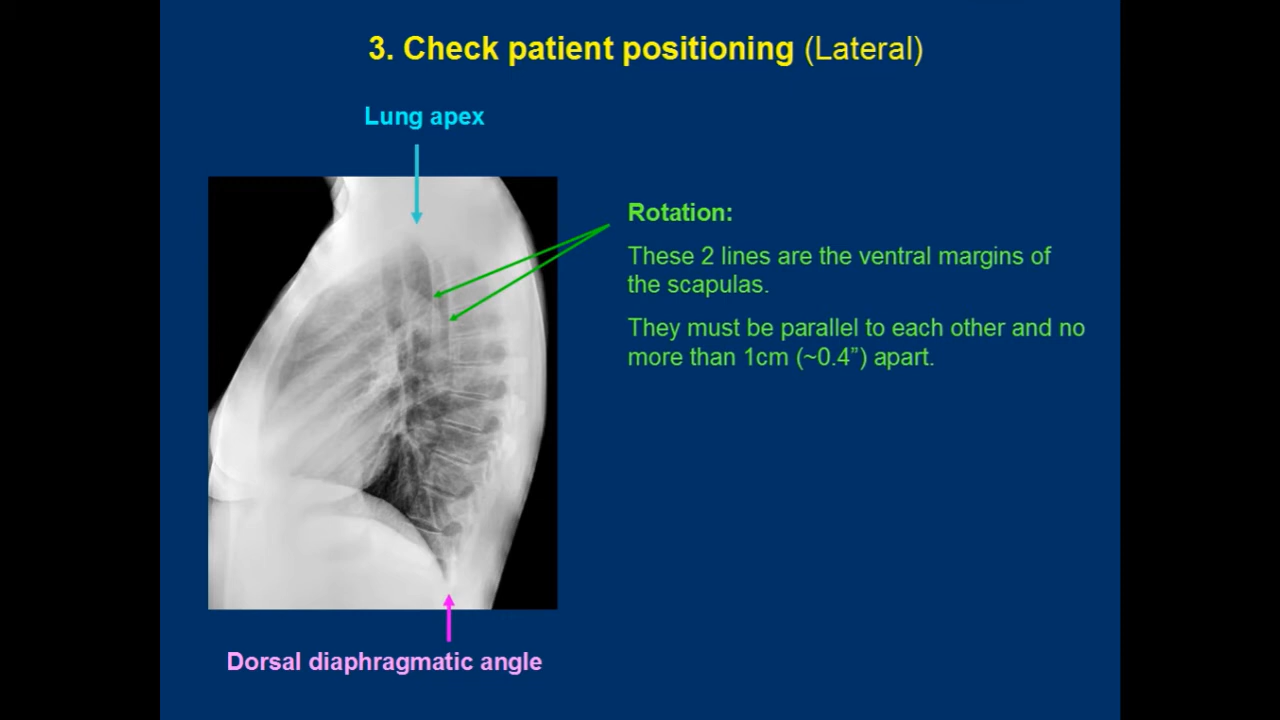 3. Check patient positioning (Lateral)
Lung apex
Rotation:
These 2 lines are the ventral margins of
the scapulas.
They must be parallel to each other and no
more than 1cm (~0.4”) apart.
Dorsal diaphragmatic angle